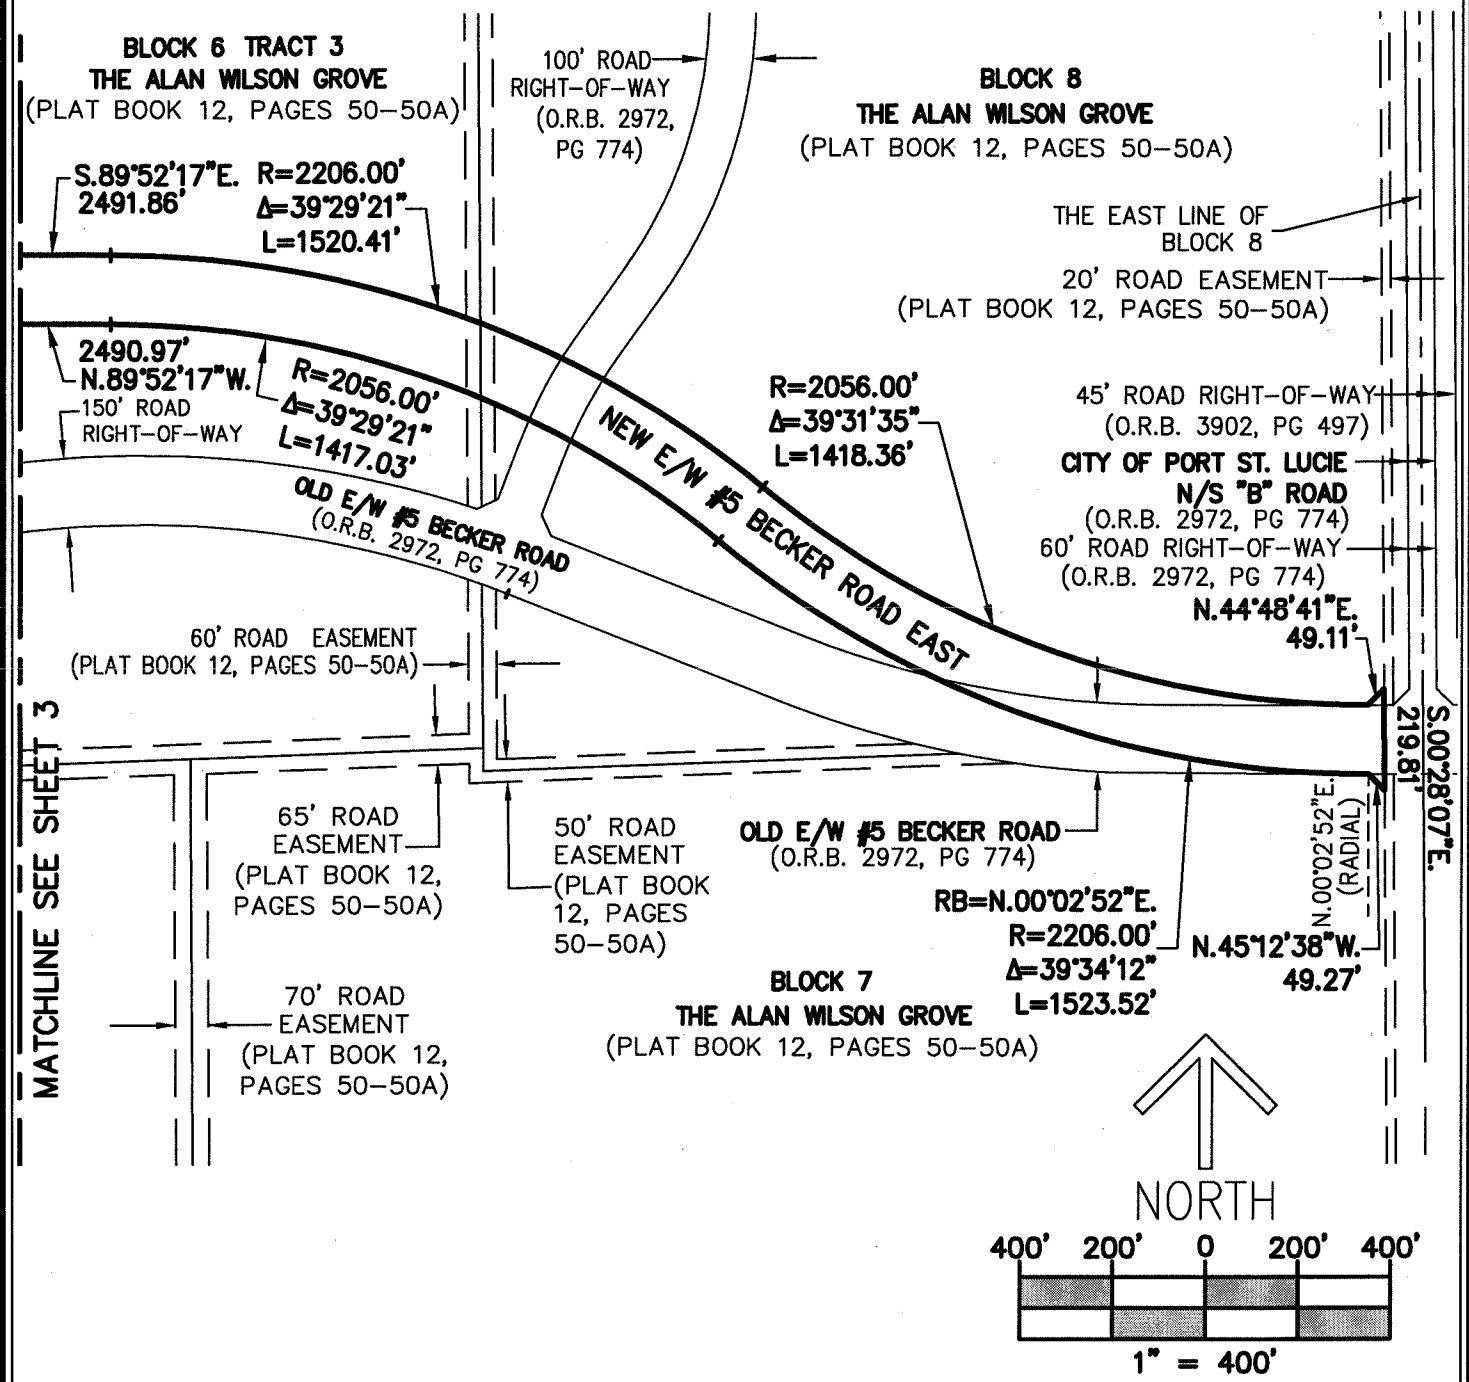 BLOCK 6 TRACT 3
THE ALAN WILSON GROVE
(PLAT BOOK 12, PAGES 50-50A)
100' ROAD
RIGHT-OF-WAY
(O.R.B. 2972,
PG 774)
BLOCK 8
THE ALAN WILSON GROVE
(PLAT BOOK 12, PAGES 50-50A)
S.89°52'17"E.
2491.86'
R=2206.00'
Δ=39°29'21"
L=1520.41'
THE EAST LINE OF
BLOCK 8
20' ROAD EASEMENT
(PLAT BOOK 12, PAGES 50-50A)
2490.97'
N.89°52'17"W.
150' ROAD
RIGHT-OF-WAY
R=2056.00'
Δ=39°29'21"
L=1417.03'
R=2056.00'
Δ=39°31'35"
L=1418.36'
45' ROAD RIGHT-OF-WAY
(O.R.B. 3902, PG 497)
CITY OF PORT ST. LUCIE
N/S "B" ROAD
(O.R.B. 2972, PG 774)
60' ROAD RIGHT-OF-WAY
(O.R.B. 2972, PG 774)
NEW E/W #5 BECKER ROAD EAST
OLD E/W #5 BECKER ROAD
(O.R.B. 2972, PG 774)
N.44°48'41"E.
49.11'
60' ROAD EASEMENT
(PLAT BOOK 12, PAGES 50-50A)
S.00°28'07"E.
219.81'
MATCHLINE SEE SHEET 3
65' ROAD
EASEMENT
(PLAT BOOK 12,
PAGES 50-50A)
50' ROAD
EASEMENT
(PLAT BOOK
12, PAGES
50-50A)
OLD E/W #5 BECKER ROAD
(O.R.B. 2972, PG 774)
N.00°02'52"E.
(RADIAL)
RB=N.00°02'52"E.
R=2206.00'
Δ=39°34'12"
L=1523.52'
N.45°12'38"W.
49.27'
BLOCK 7
THE ALAN WILSON GROVE
(PLAT BOOK 12, PAGES 50-50A)
70' ROAD
EASEMENT
(PLAT BOOK 12,
PAGES 50-50A)
NORTH
400' 200' 0 200' 400'
1" = 400'